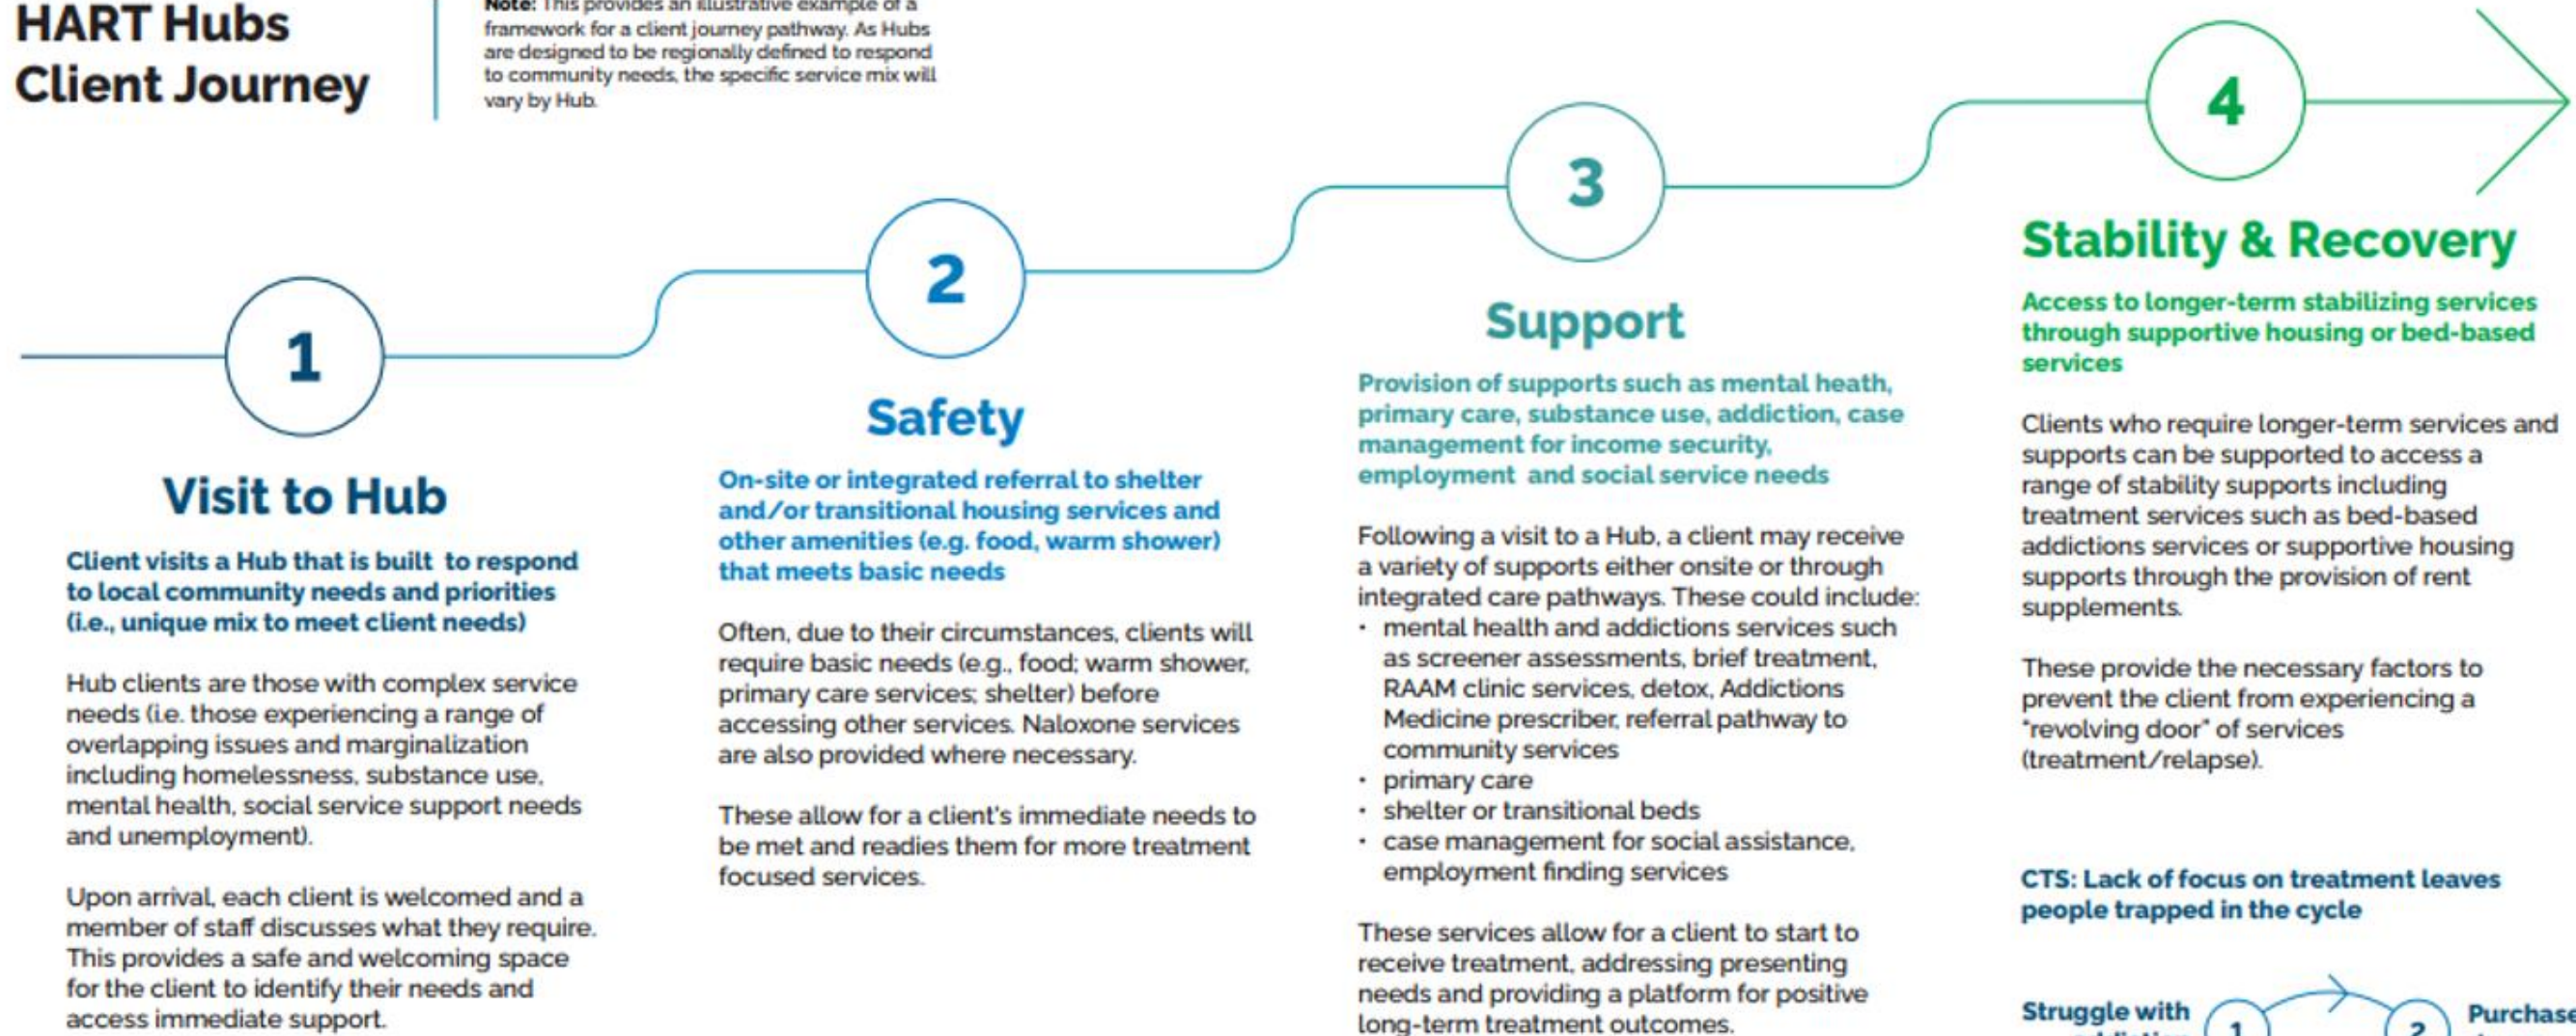 HART Hubs
Client Journey
Note: This provides an illustrative example of a
framework for a client journey pathway. As Hubs
are designed to be regionally defined to respond
to community needs, the specific service mix will
vary by Hub.
1
Visit to Hub
Client visits a Hub that is built to respond
to local community needs and priorities
(i.e., unique mix to meet client needs)
Hub clients are those with complex service
needs (i.e. those experiencing a range of
overlapping issues and marginalization
including homelessness, substance use,
mental health, social service support needs
and unemployment).
Upon arrival, each client is welcomed and a
member of staff discusses what they require.
This provides a safe and welcoming space
for the client to identify their needs and
access immediate support.
2
Safety
On-site or integrated referral to shelter
and/or transitional housing services and
other amenities (e.g. food, warm shower)
that meets basic needs
Often, due to their circumstances, clients will
require basic needs (e.g., food; warm shower,
primary care services; shelter) before
accessing other services. Naloxone services
are also provided where necessary.
These allow for a client's immediate needs to
be met and readies them for more treatment
focused services.
3
Support
Provision of supports such as mental heath,
primary care, substance use, addiction, case
management for income security,
employment and social service needs
Following a visit to a Hub, a client may receive
a variety of supports either onsite or through
integrated care pathways. These could include:
• mental health and addictions services such
as screener assessments, brief treatment,
RAAM clinic services, detox, Addictions
Medicine prescriber, referral pathway to
community services
• primary care
• shelter or transitional beds
• case management for social assistance,
employment finding services
These services allow for a client to start to
receive treatment, addressing presenting
needs and providing a platform for positive
long-term treatment outcomes.
4
Stability & Recovery
Access to longer-term stabilizing services
through supportive housing or bed-based
services
Clients who require longer-term services and
supports can be supported to access a
range of stability supports including
treatment services such as bed-based
addictions services or supportive housing
supports through the provision of rent
supplements.
These provide the necessary factors to
prevent the client from experiencing a
"revolving door" of services
(treatment/relapse).
CTS: Lack of focus on treatment leaves
people trapped in the cycle
Struggle with
1
2
Purchase